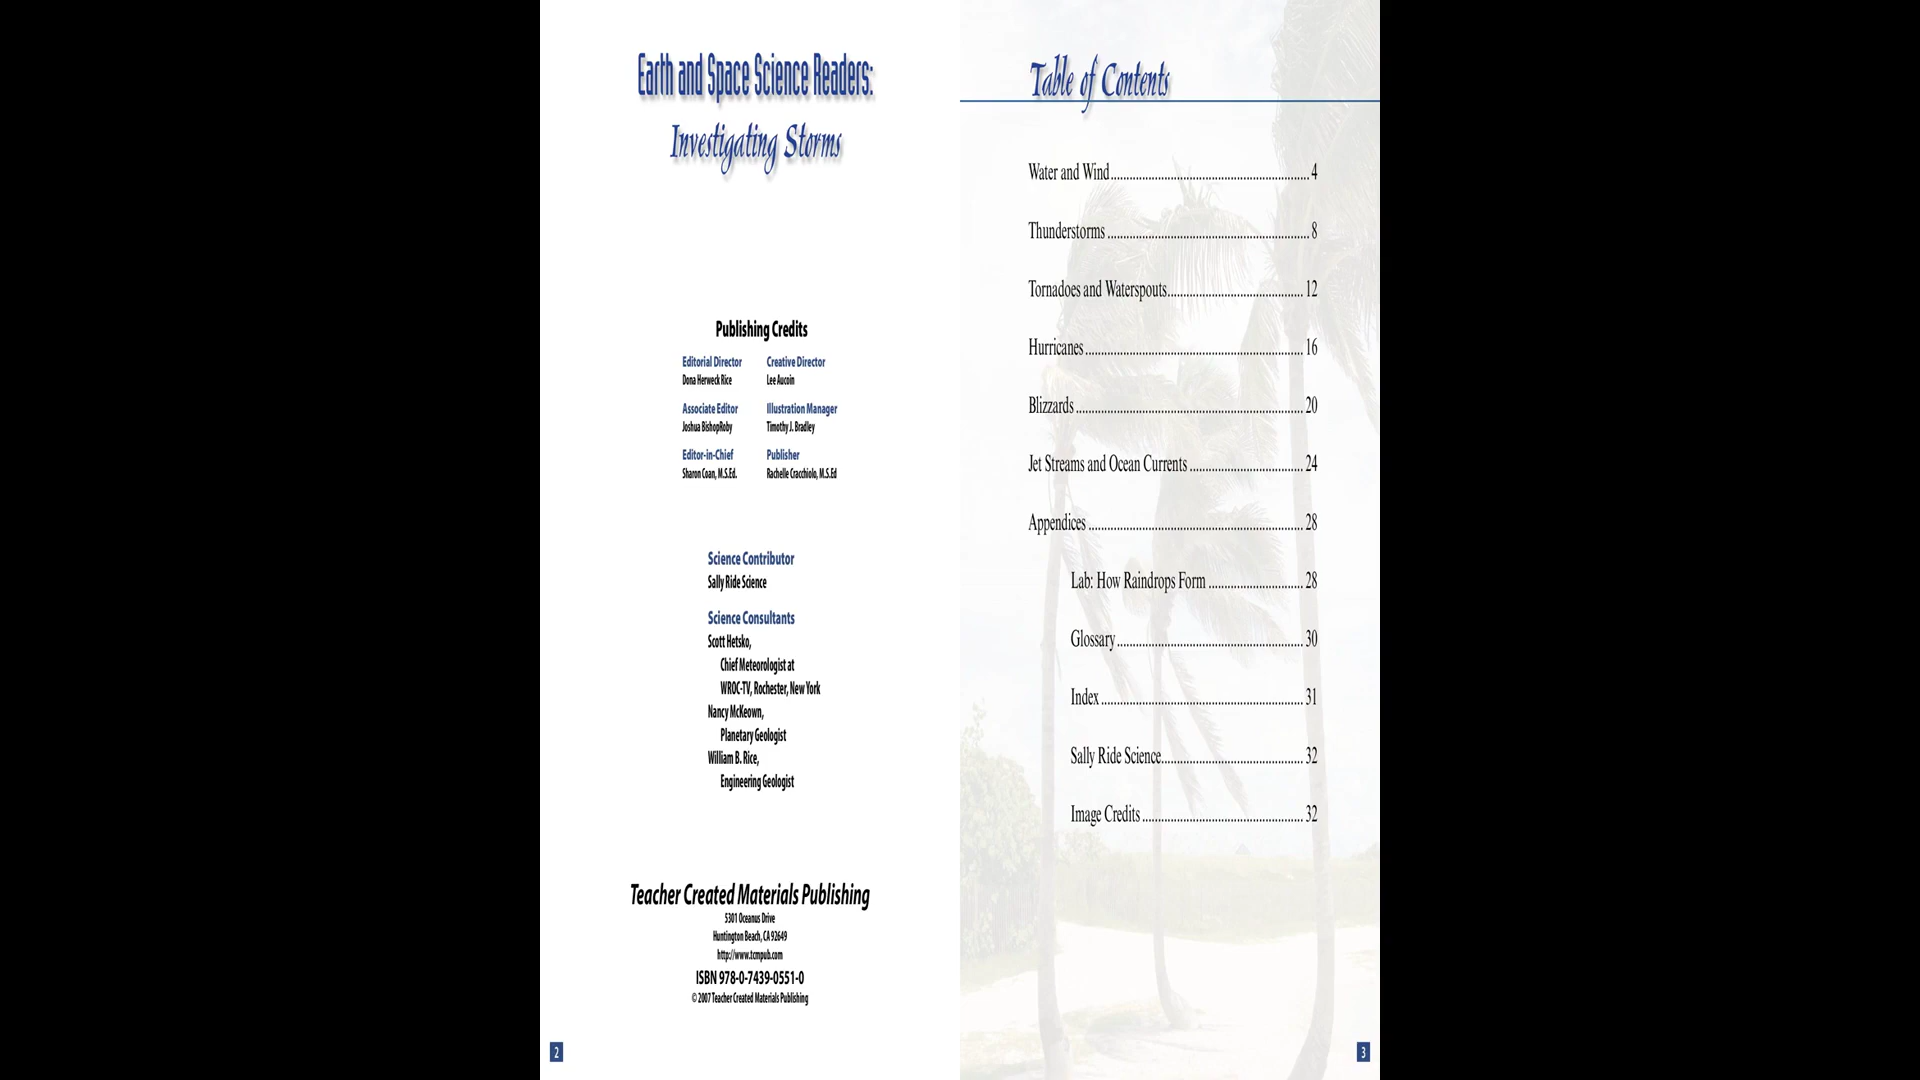 Earth and Space Science Readers:
Investigating Storms
Publishing Credits
Editorial Director
Dona Herweck Rice
Creative Director
Lee Aucoin
Associate Editor
Joshua BishopRoby
Illustration Manager
Timothy J. Bradley
Editor-in-Chief
Sharon Coan, M.S.Ed.
Publisher
Rachelle Cracchiolo, M.S.Ed
Science Contributor
Sally Ride Science
Science Consultants
Scott Hetsko,
Chief Meteorologist at
WROC-TV, Rochester, New York
Nancy McKeown,
Planetary Geologist
William B. Rice,
Engineering Geologist
Teacher Created Materials Publishing
5301 Oceanus Drive
Huntington Beach, CA 92649
http://www.tcmpub.com
ISBN 978-0-7439-0551-0
© 2007 Teacher Created Materials Publishing
2
Table of Contents
Water and Wind........................................4
Thunderstorms........................................8
Tornadoes and Waterspouts........................................12
Hurricanes........................................16
Blizzards........................................20
Jet Streams and Ocean Currents........................................24
Appendices........................................28
Lab: How Raindrops Form........................................28
Glossary........................................30
Index........................................31
Sally Ride Science........................................32
Image Credits........................................32
3